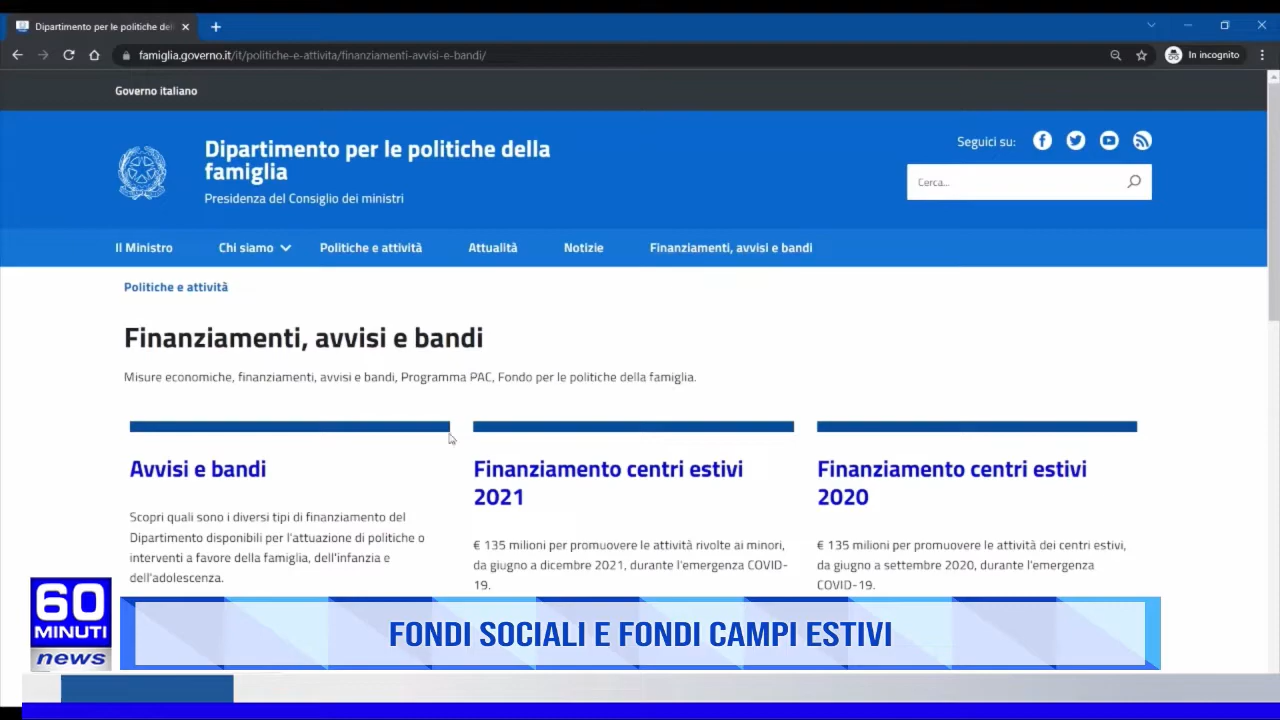 Dipartimento per le politiche del
famiglia.governo.it/it/politiche-e-attivita/finanziamenti-avvisi-e-bandi/
In incognito
Governo italiano
Dipartimento per le politiche della
famiglia
Presidenza del Consiglio dei ministri
Seguici su:
Cerca...
Il Ministro
Chi siamo
Politiche e attività
Attualità
Notizie
Finanziamenti, avvisi e bandi
Politiche e attività
Finanziamenti, avvisi e bandi
Misure economiche, finanziamenti, avvisi e bandi, Programma PAC, Fondo per le politiche della famiglia.
Avvisi e bandi
Scopri quali sono i diversi tipi di finanziamento del
Dipartimento disponibili per l'attuazione di politiche o
interventi a favore della famiglia, dell'infanzia e
dell'adolescenza.
Finanziamento centri estivi
2021
€ 135 milioni per promuovere le attività rivolte ai minori,
da giugno a dicembre 2021, durante l'emergenza COVID-
19.
Finanziamento centri estivi
2020
€ 135 milioni per promuovere le attività dei centri estivi,
da giugno a settembre 2020, durante l'emergenza
COVID-19.
60
MINUTI
news
FONDI SOCIALI E FONDI CAMPI ESTIVI